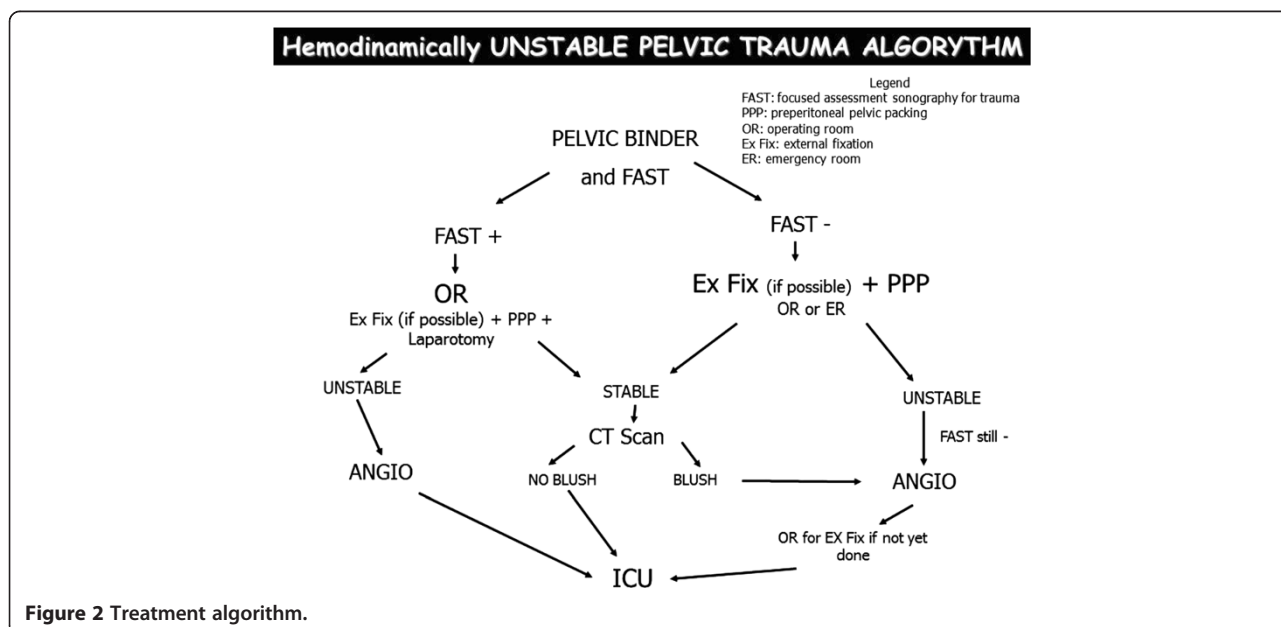 Hemodinamically UNSTABLE PELVIC TRAUMA ALGORYTHM
Legend
FAST: focused assessment sonography for trauma
PPP: preperitoneal pelvic packing
OR: operating room
Ex Fix: external fixation
ER: emergency room
PELVIC BINDER
and FAST
FAST +
FAST -
OR
Ex Fix (if possible) + PPP +
Laparotomy
Ex Fix (if possible) + PPP
OR or ER
UNSTABLE
STABLE
UNSTABLE
CT Scan
FAST still -
ANGIO
NO BLUSH
BLUSH
ANGIO
OR for EX Fix if not yet
done
ICU
Figure 2 Treatment algorithm.